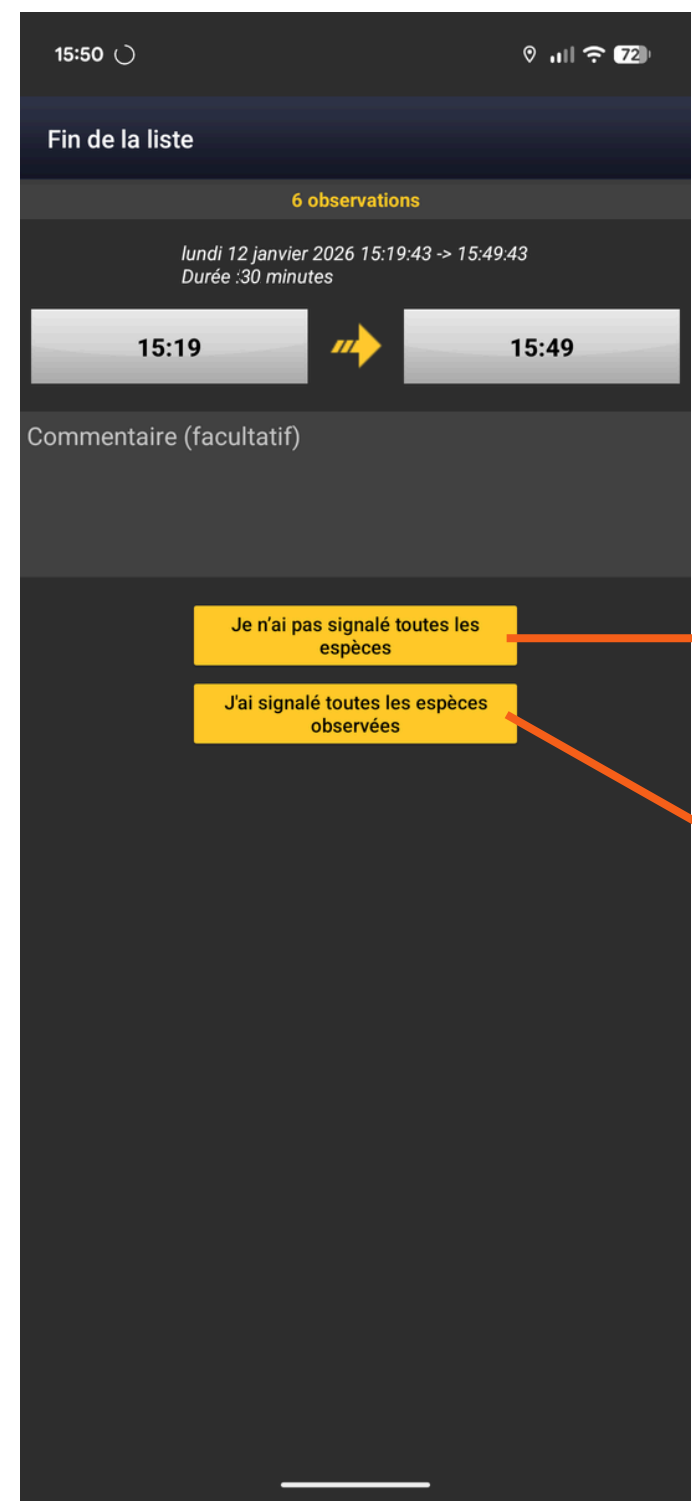 15:50
72
Fin de la liste
6 observations
lundi 12 janvier 2026 15:19:43 -> 15:49:43
Durée :30 minutes
15:19
15:49
Commentaire (facultatif)
Je n'ai pas signalé toutes les
espèces
J'ai signalé toutes les espèces
observées